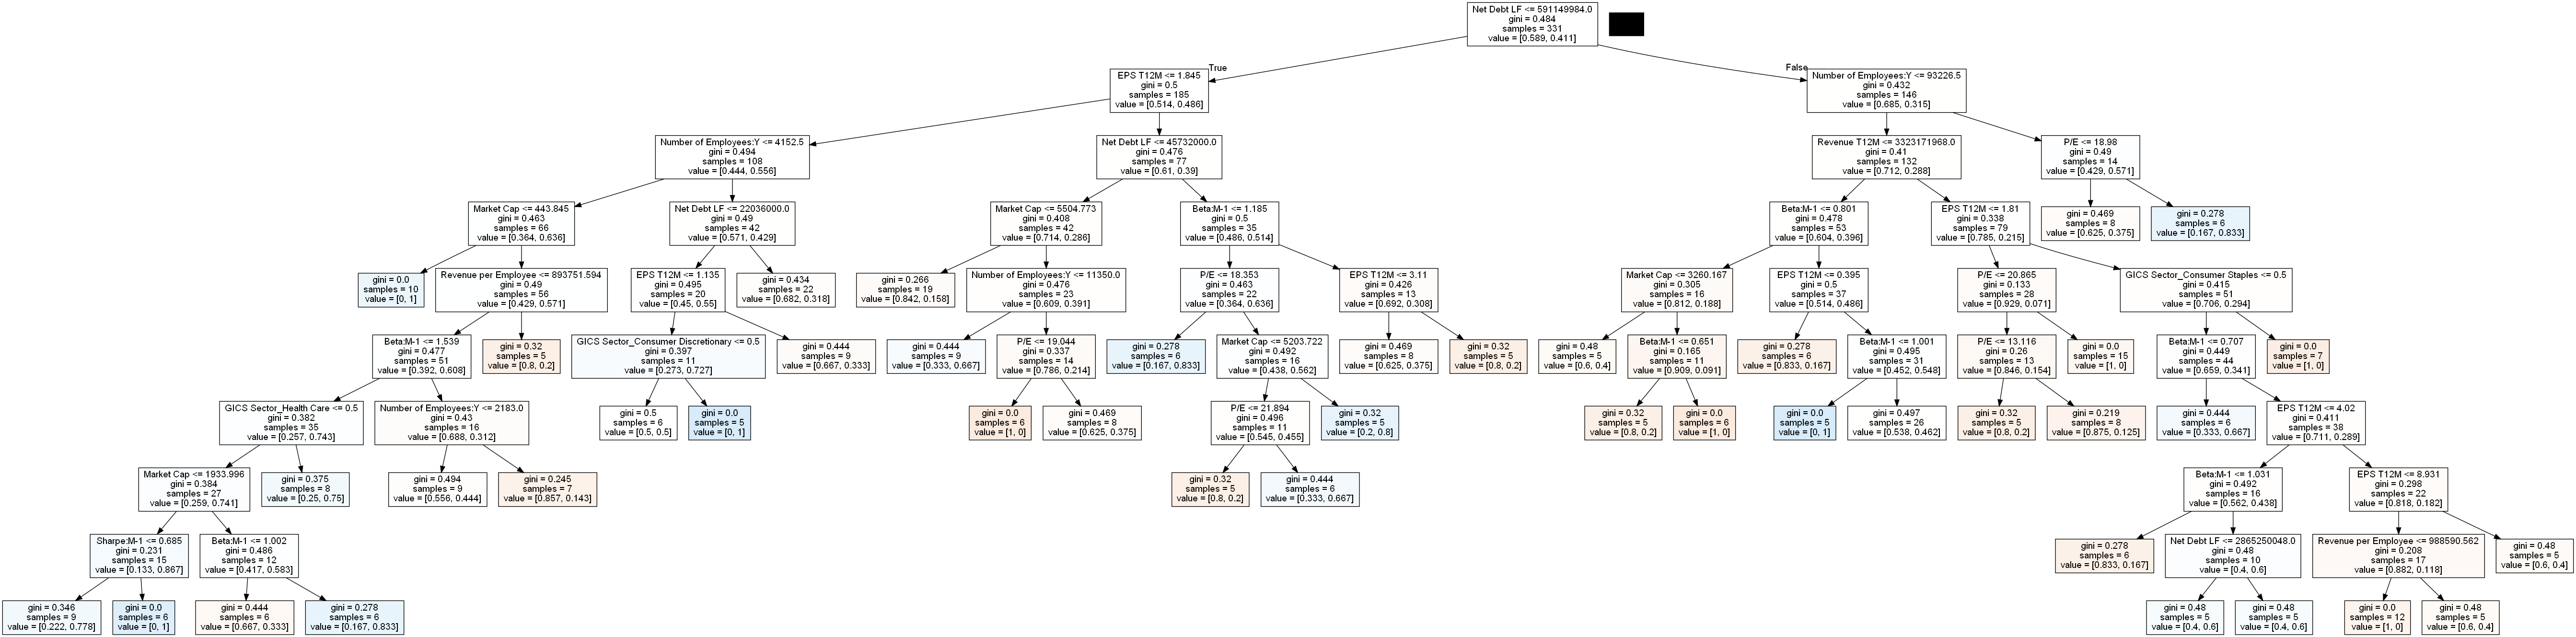 Net Debt LF <= 591149984.0
gini = 0.484
samples = 331
value = [0.589, 0.411]
True
False
EPS T12M <= 1.845
gini = 0.5
samples = 185
value = [0.514, 0.486]
Number of Employees:Y <= 93226.5
gini = 0.432
samples = 146
value = [0.685, 0.315]
Number of Employees:Y <= 4152.5
gini = 0.494
samples = 108
value = [0.444, 0.556]
Net Debt LF <= 45732000.0
gini = 0.476
samples = 77
value = [0.61, 0.39]
Revenue T12M <= 3323171968.0
gini = 0.41
samples = 132
value = [0.712, 0.288]
P/E <= 18.98
gini = 0.49
samples = 14
value = [0.429, 0.571]
Market Cap <= 443.845
gini = 0.463
samples = 66
value = [0.364, 0.636]
Net Debt LF <= 22036000.0
gini = 0.49
samples = 42
value = [0.571, 0.429]
Market Cap <= 5504.773
gini = 0.408
samples = 42
value = [0.714, 0.286]
Beta:M-1 <= 1.185
gini = 0.5
samples = 35
value = [0.486, 0.514]
Beta:M-1 <= 0.801
gini = 0.478
samples = 53
value = [0.604, 0.396]
EPS T12M <= 1.81
gini = 0.338
samples = 79
value = [0.785, 0.215]
gini = 0.469
samples = 8
value = [0.625, 0.375]
gini = 0.278
samples = 6
value = [0.167, 0.833]
gini = 0.0
samples = 10
value = [0, 1]
Revenue per Employee <= 893751.594
gini = 0.49
samples = 56
value = [0.429, 0.571]
EPS T12M <= 1.135
gini = 0.495
samples = 20
value = [0.45, 0.55]
gini = 0.434
samples = 22
value = [0.682, 0.318]
gini = 0.266
samples = 19
value = [0.842, 0.158]
Number of Employees:Y <= 11350.0
gini = 0.476
samples = 23
value = [0.609, 0.391]
P/E <= 18.353
gini = 0.463
samples = 22
value = [0.364, 0.636]
EPS T12M <= 3.11
gini = 0.426
samples = 13
value = [0.692, 0.308]
Market Cap <= 3260.167
gini = 0.305
samples = 16
value = [0.812, 0.188]
EPS T12M <= 0.395
gini = 0.5
samples = 37
value = [0.514, 0.486]
P/E <= 20.865
gini = 0.133
samples = 28
value = [0.929, 0.071]
GICS Sector_Consumer Staples <= 0.5
gini = 0.415
samples = 51
value = [0.706, 0.294]
Beta:M-1 <= 1.539
gini = 0.477
samples = 51
value = [0.392, 0.608]
gini = 0.32
samples = 5
value = [0.8, 0.2]
GICS Sector_Consumer Discretionary <= 0.5
gini = 0.397
samples = 11
value = [0.273, 0.727]
gini = 0.444
samples = 9
value = [0.667, 0.333]
gini = 0.444
samples = 9
value = [0.333, 0.667]
P/E <= 19.044
gini = 0.337
samples = 14
value = [0.786, 0.214]
gini = 0.278
samples = 6
value = [0.167, 0.833]
Market Cap <= 5203.722
gini = 0.492
samples = 16
value = [0.438, 0.562]
gini = 0.469
samples = 8
value = [0.625, 0.375]
gini = 0.32
samples = 5
value = [0.8, 0.2]
gini = 0.48
samples = 5
value = [0.6, 0.4]
Beta:M-1 <= 0.651
gini = 0.165
samples = 11
value = [0.909, 0.091]
gini = 0.278
samples = 6
value = [0.833, 0.167]
Beta:M-1 <= 1.001
gini = 0.495
samples = 31
value = [0.452, 0.548]
P/E <= 13.116
gini = 0.26
samples = 13
value = [0.846, 0.154]
gini = 0.0
samples = 15
value = [1, 0]
Beta:M-1 <= 0.707
gini = 0.449
samples = 44
value = [0.659, 0.341]
gini = 0.0
samples = 7
value = [1, 0]
GICS Sector_Health Care <= 0.5
gini = 0.382
samples = 35
value = [0.257, 0.743]
Number of Employees:Y <= 2183.0
gini = 0.43
samples = 16
value = [0.688, 0.312]
gini = 0.5
samples = 6
value = [0.5, 0.5]
gini = 0.0
samples = 5
value = [0, 1]
gini = 0.0
samples = 6
value = [1, 0]
gini = 0.469
samples = 8
value = [0.625, 0.375]
P/E <= 21.894
gini = 0.496
samples = 11
value = [0.545, 0.455]
gini = 0.32
samples = 5
value = [0.2, 0.8]
gini = 0.32
samples = 5
value = [0.8, 0.2]
gini = 0.0
samples = 6
value = [1, 0]
gini = 0.0
samples = 5
value = [0, 1]
gini = 0.497
samples = 26
value = [0.538, 0.462]
gini = 0.32
samples = 5
value = [0.8, 0.2]
gini = 0.219
samples = 8
value = [0.875, 0.125]
gini = 0.444
samples = 6
value = [0.333, 0.667]
EPS T12M <= 4.02
gini = 0.411
samples = 38
value = [0.711, 0.289]
Market Cap <= 1933.996
gini = 0.384
samples = 27
value = [0.259, 0.741]
gini = 0.375
samples = 8
value = [0.25, 0.75]
gini = 0.494
samples = 9
value = [0.556, 0.444]
gini = 0.245
samples = 7
value = [0.857, 0.143]
gini = 0.32
samples = 5
value = [0.8, 0.2]
gini = 0.444
samples = 6
value = [0.333, 0.667]
Beta:M-1 <= 1.031
gini = 0.492
samples = 16
value = [0.562, 0.438]
EPS T12M <= 8.931
gini = 0.298
samples = 22
value = [0.818, 0.182]
Sharpe:M-1 <= 0.685
gini = 0.231
samples = 15
value = [0.133, 0.867]
Beta:M-1 <= 1.002
gini = 0.486
samples = 12
value = [0.417, 0.583]
gini = 0.278
samples = 6
value = [0.833, 0.167]
Net Debt LF <= 2865250048.0
gini = 0.48
samples = 10
value = [0.4, 0.6]
Revenue per Employee <= 988590.562
gini = 0.208
samples = 17
value = [0.882, 0.118]
gini = 0.48
samples = 5
value = [0.6, 0.4]
gini = 0.346
samples = 9
value = [0.222, 0.778]
gini = 0.0
samples = 6
value = [0, 1]
gini = 0.444
samples = 6
value = [0.667, 0.333]
gini = 0.278
samples = 6
value = [0.167, 0.833]
gini = 0.48
samples = 5
value = [0.4, 0.6]
gini = 0.48
samples = 5
value = [0.4, 0.6]
gini = 0.0
samples = 12
value = [1, 0]
gini = 0.48
samples = 5
value = [0.6, 0.4]